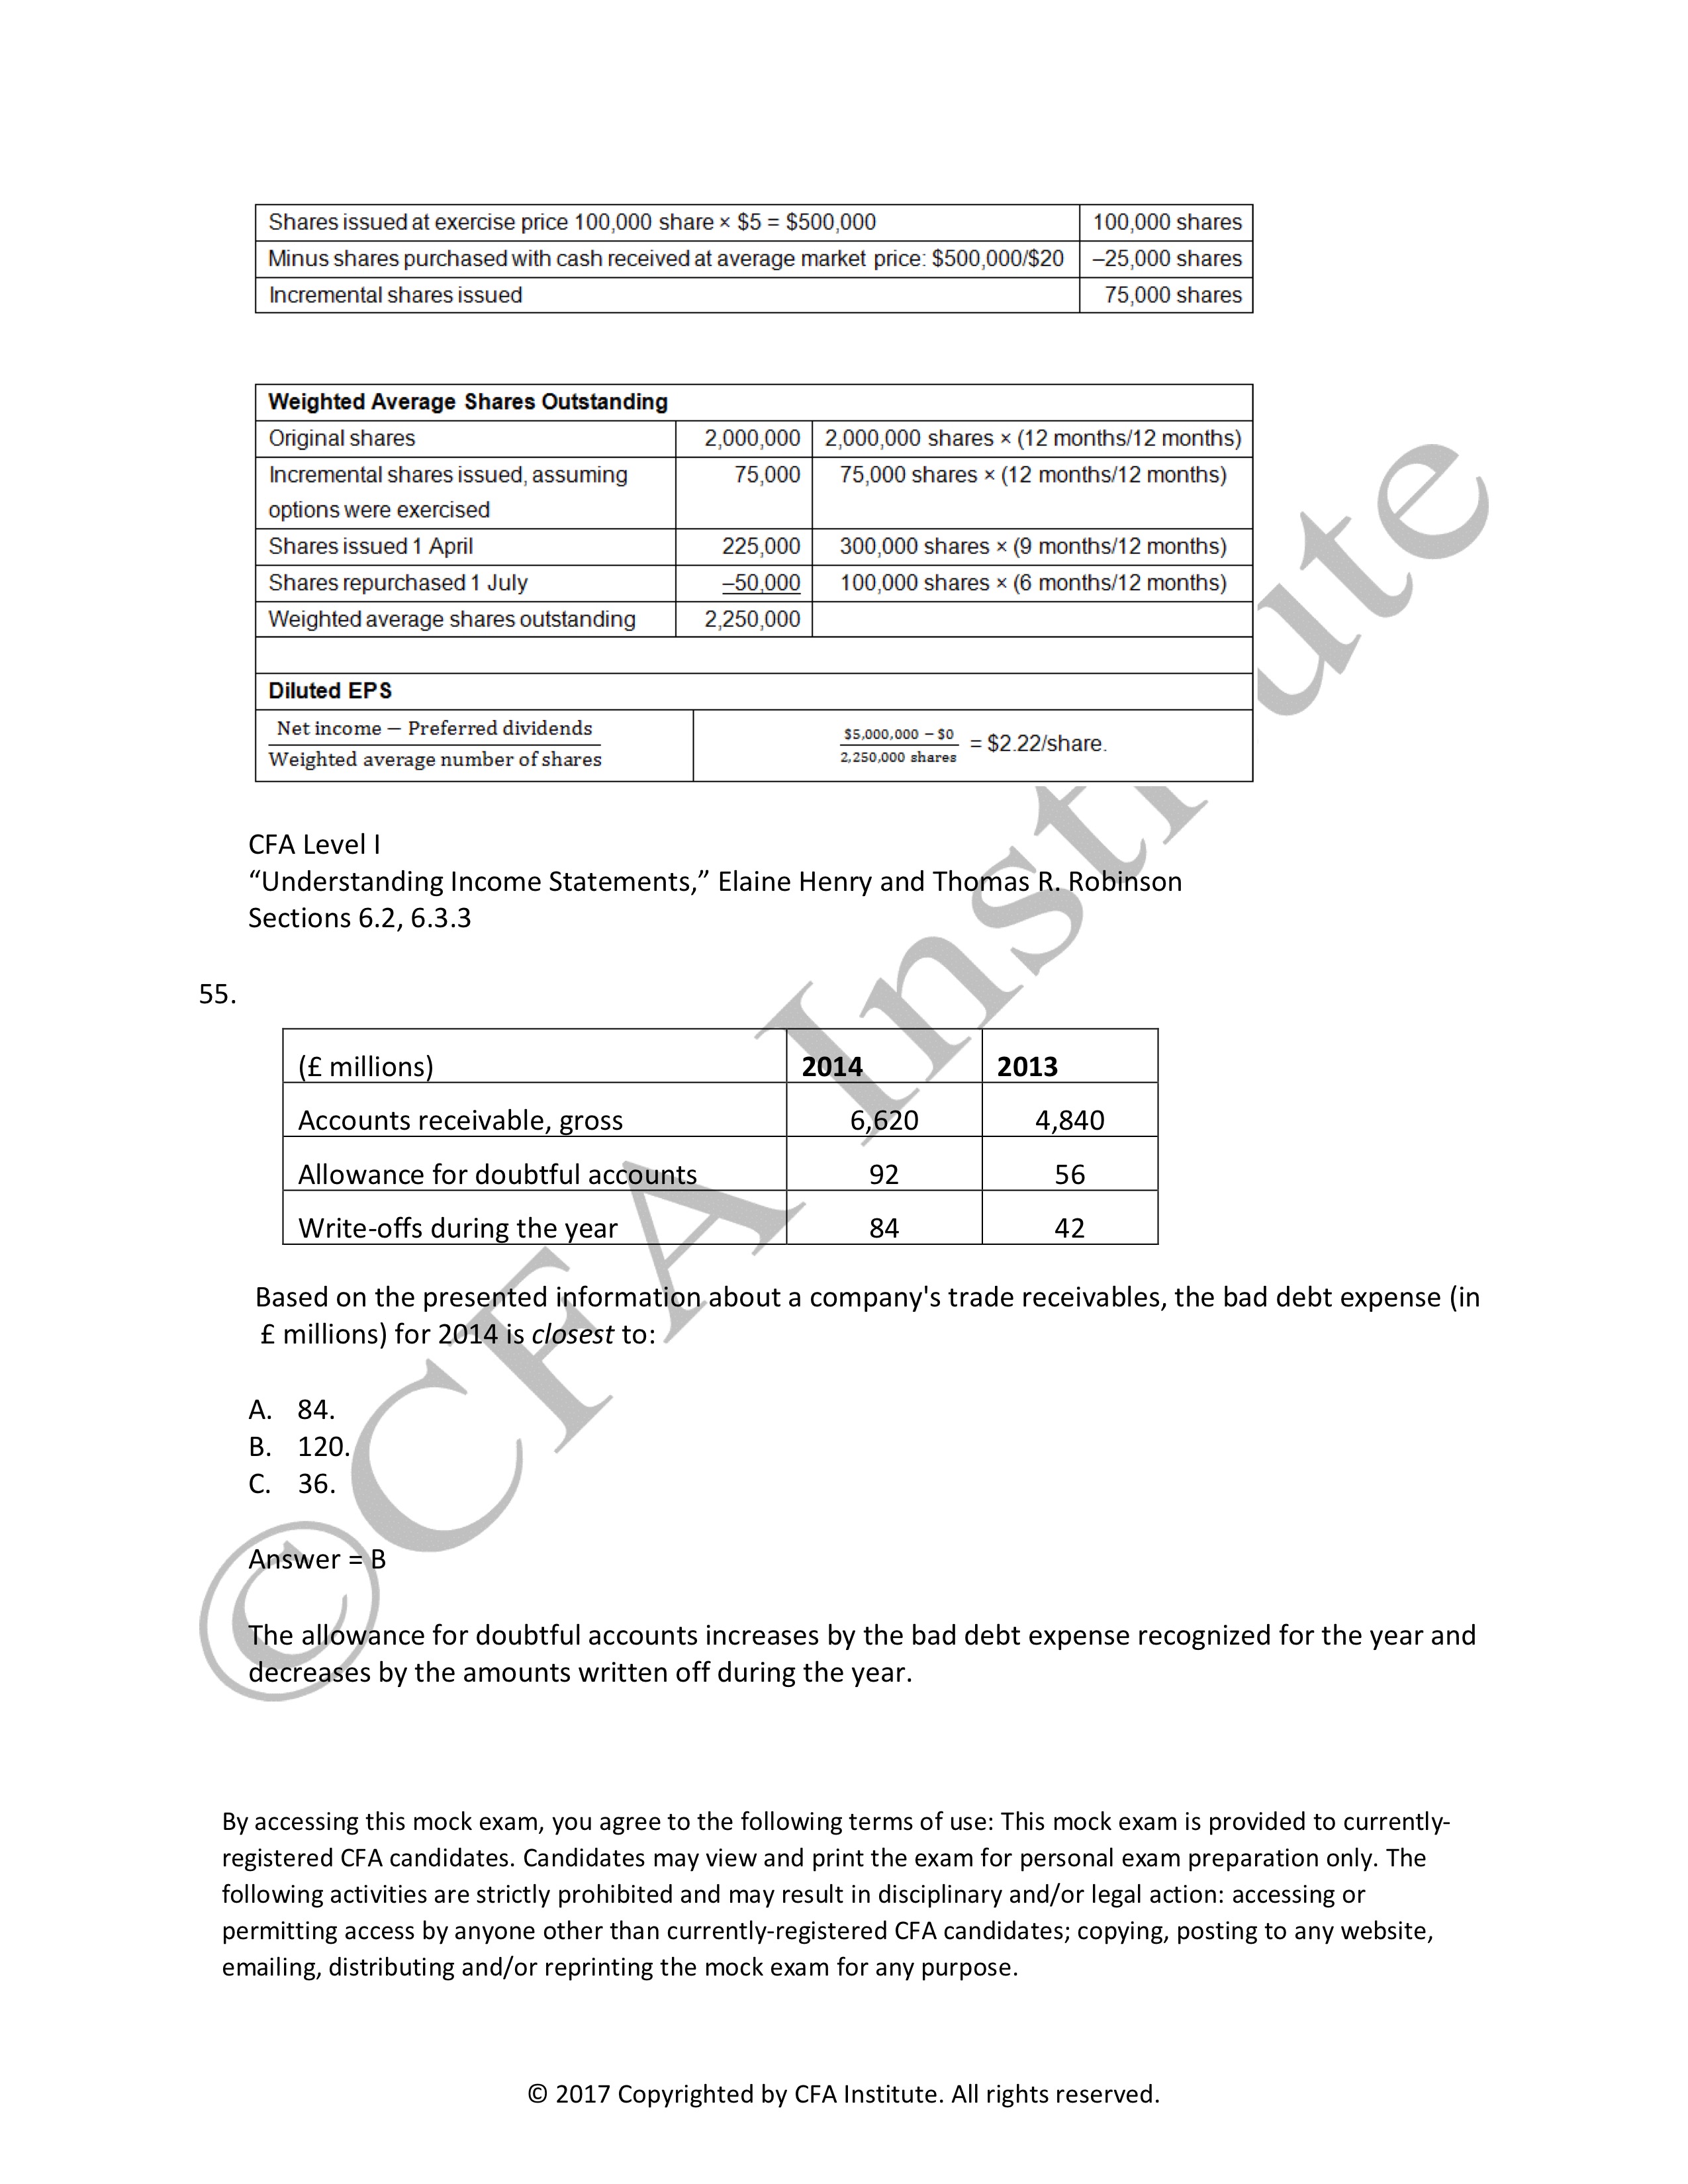 Shares issued at exercise price 100,000 share × $5 = $500,000 100,000 shares
Minus shares purchased with cash received at average market price: $500,000/$20 –25,000 shares
Incremental shares issued 75,000 shares
Weighted Average Shares Outstanding
Original shares 2,000,000 2,000,000 shares × (12 months/12 months)
Incremental shares issued, assuming 75,000 75,000 shares × (12 months/12 months)
options were exercised
Shares issued 1 April 225,000 300,000 shares × (9 months/12 months)
Shares repurchased 1 July –50,000 100,000 shares × (6 months/12 months)
Weighted average shares outstanding 2,250,000
Diluted EPS
Net income − Preferred dividends
Weighted average number of shares
$5,000,000 − $0
2,250,000 shares
= $2.22/share.
CFA Level I
“Understanding Income Statements,” Elaine Henry and Thomas R. Robinson
Sections 6.2, 6.3.3
55.
(£ millions) 2014 2013
Accounts receivable, gross 6,620 4,840
Allowance for doubtful accounts 92 56
Write-offs during the year 84 42
Based on the presented information about a company's trade receivables, the bad debt expense (in
£ millions) for 2014 is closest to:
A. 84.
B. 120.
C. 36.
Answer = B
The allowance for doubtful accounts increases by the bad debt expense recognized for the year and
decreases by the amounts written off during the year.
By accessing this mock exam, you agree to the following terms of use: This mock exam is provided to currently-
registered CFA candidates. Candidates may view and print the exam for personal exam preparation only. The
following activities are strictly prohibited and may result in disciplinary and/or legal action: accessing or
permitting access by anyone other than currently-registered CFA candidates; copying, posting to any website,
emailing, distributing and/or reprinting the mock exam for any purpose.
© 2017 Copyrighted by CFA Institute. All rights reserved.
©CFA Institute